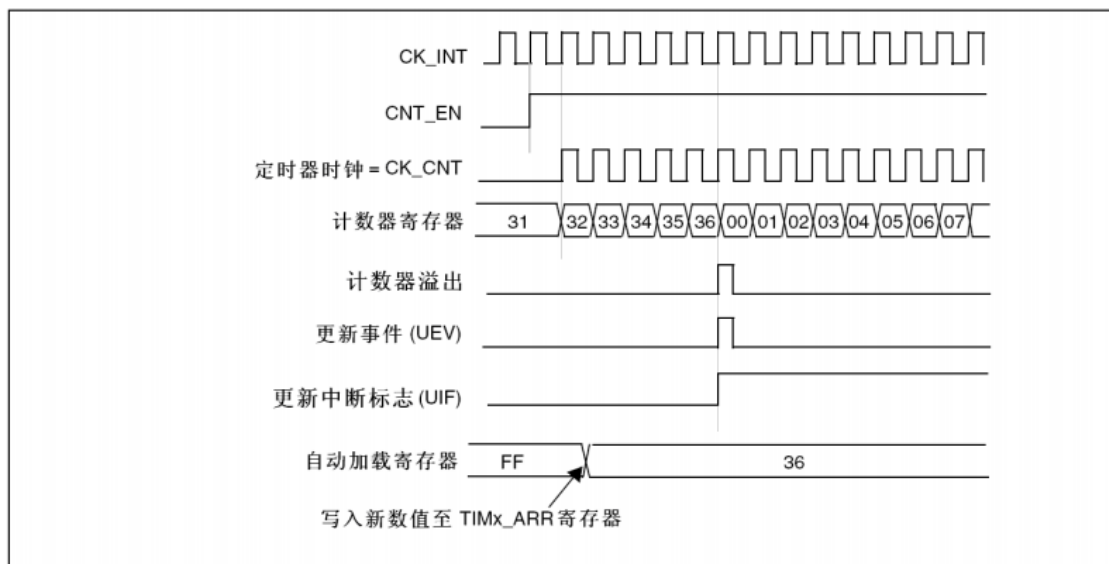 CK_INT
CNT_EN
定时器时钟 = CK_CNT
计数器寄存器 31 32 33 34 35 36 00 01 02 03 04 05 06 07
计数器溢出
更新事件 (UEV)
更新中断标志 (UIF)
自动加载寄存器 FF 36
写入新数值至 TIMx_ARR 寄存器